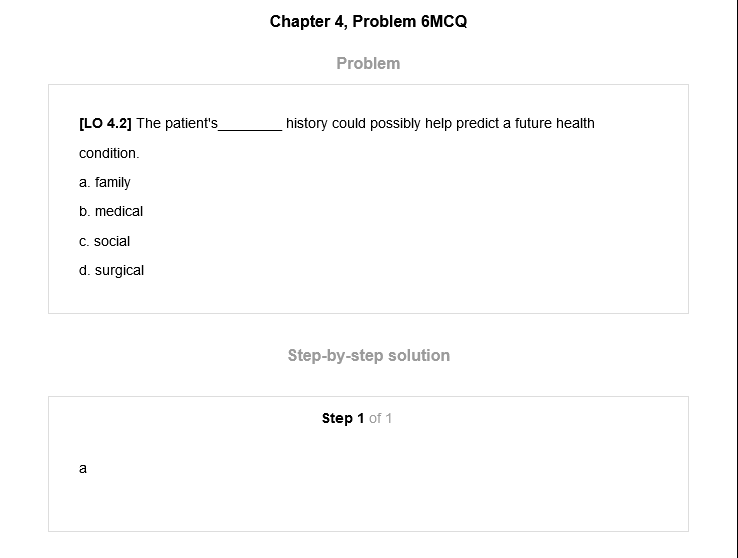 Chapter 4, Problem 6MCQ
Problem
[LO 4.2] The patient's________ history could possibly help predict a future health
condition.
a. family
b. medical
c. social
d. surgical
Step-by-step solution
Step 1 of 1
a